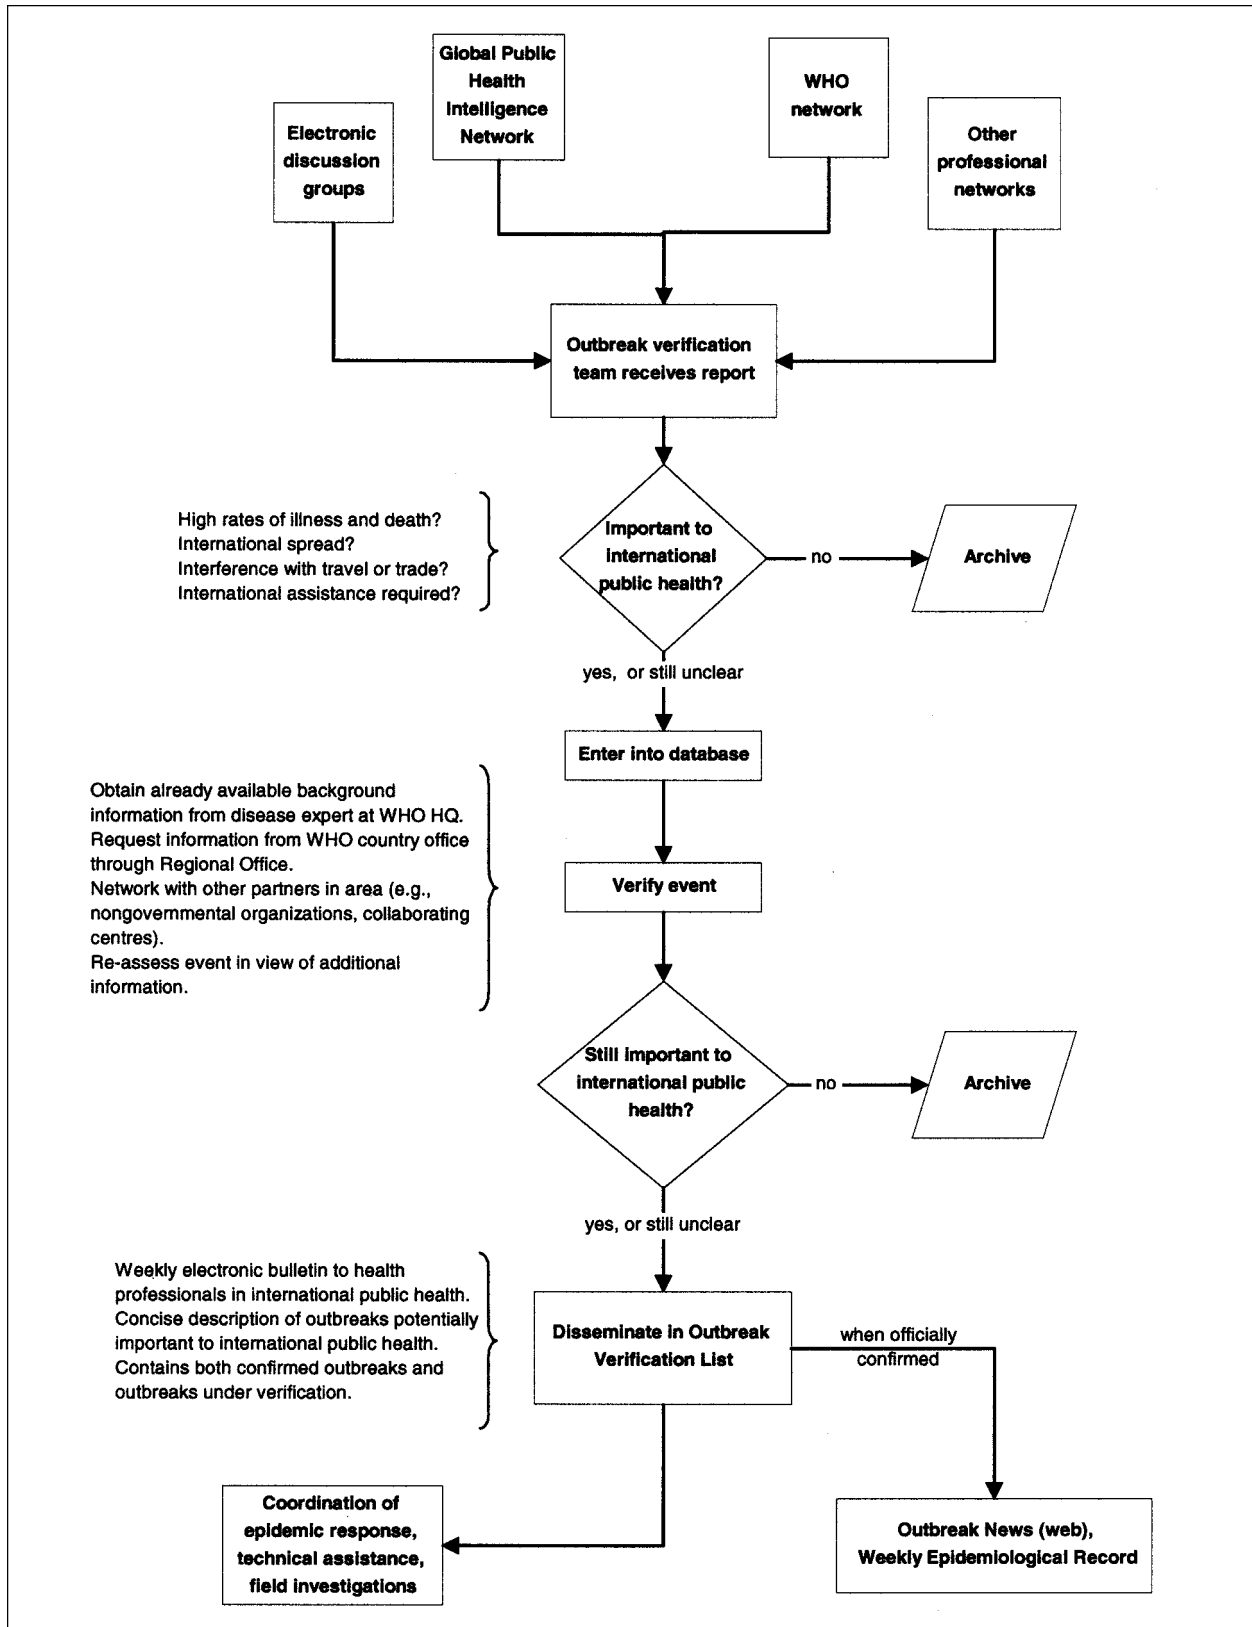 Global Public
Health
Intelligence
Network
WHO
network
Electronic
discussion
groups
Other
professional
networks
Outbreak verification
team receives report
High rates of illness and death?
International spread?
Interference with travel or trade?
International assistance required?
Important to
international
public health?
no
Archive
yes, or still unclear
Enter into database
Obtain already available background
information from disease expert at WHO HQ.
Request information from WHO country office
through Regional Office.
Network with other partners in area (e.g.,
nongovernmental organizations, collaborating
centres).
Re-assess event in view of additional
information.
Verify event
Still important to
international public
health?
no
Archive
yes, or still unclear
Weekly electronic bulletin to health
professionals in international public health.
Concise description of outbreaks potentially
important to international public health.
Contains both confirmed outbreaks and
outbreaks under verification.
Disseminate in Outbreak
Verification List
when officially
confirmed
Coordination of
epidemic response,
technical assistance,
field investigations
Outbreak News (web),
Weekly Epidemiological Record